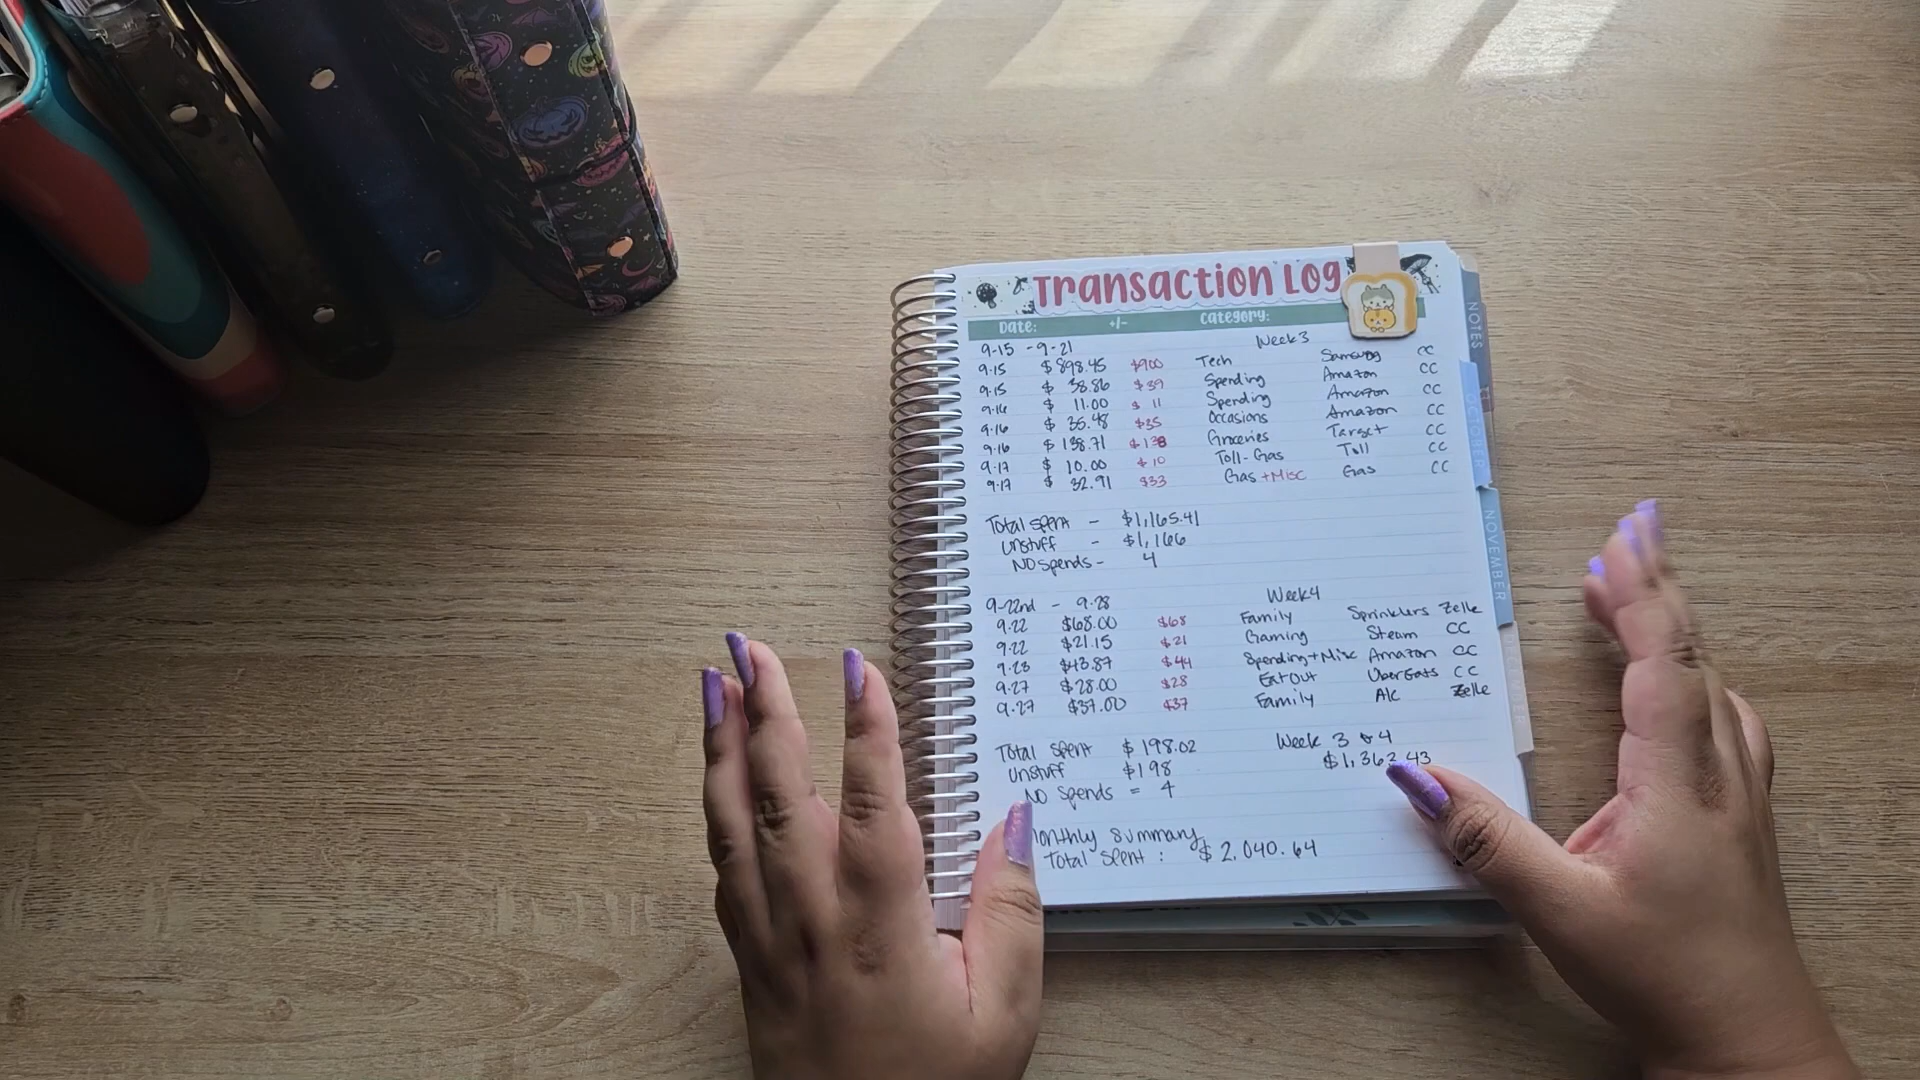 Transaction Log
Date: +/- Category:
9-15 - 9-21 Week 3
9.15 $898.45 $900 Tech Samsung CC
9.15 $ 38.86 $39 Spending Amazon CC
9.16 $ 11.00 $ 11 Spending Amazon CC
9.16 $ 35.48 $35 Occasions Amazon CC
9.16 $ 138.71 $138 Groceries Target CC
9.17 $ 10.00 $10 Toll-Gas Toll CC
9.17 $ 32.91 $33 Gas +Misc Gas CC
Total Spent - $1,165.41
Unstuff - $1,166
NO Spends - 4
9-22nd - 9.28 Week 4
9.22 $68.00 $68 Family Sprinklers Zelle
9.22 $21.15 $21 Gaming Steam CC
9.23 $43.87 $44 Spending+Misc Amazon CC
9.27 $28.00 $28 Eat Out UberEats CC
9.27 $37.00 $37 Family Zelle
Total Spent $198.02
Unstuff $198
NO Spends = 4
Week 3 & 4
$1,363.43
Monthly Summary
Total Spent : $2,040.64
NOTES
OCTOBER
NOVEMBER